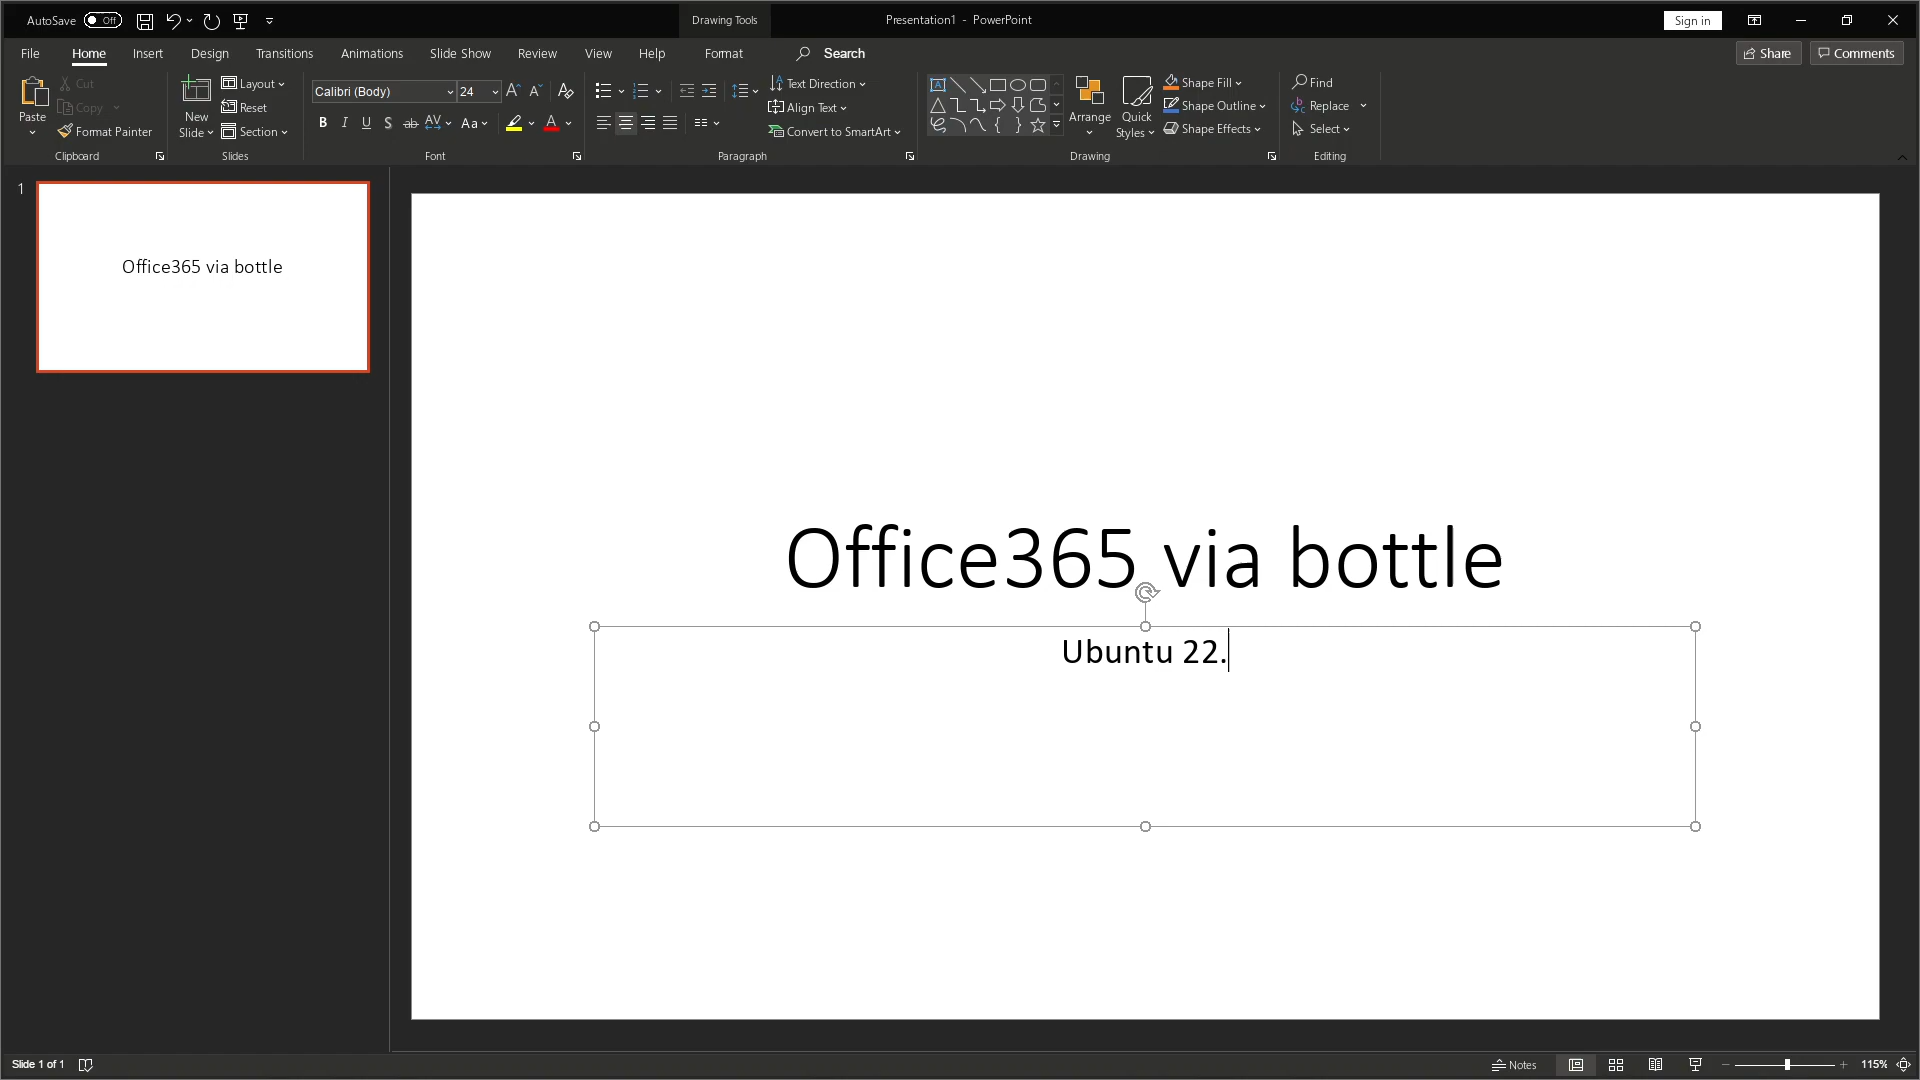 AutoSave Off
Drawing Tools
Presentation1 - PowerPoint
Sign in
File Home Insert Design Transitions Animations Slide Show Review View Help Format Search
Share Comments
Paste
Cut
Copy
Format Painter
Clipboard
New
Slide
Layout
Reset
Section
Slides
Calibri (Body) 24
B I U S ab AV Aa A
Font
Text Direction
Align Text
Convert to SmartArt
Paragraph
Arrange
Quick
Styles
Shape Fill
Shape Outline
Shape Effects
Drawing
Find
Replace
Select
Editing
1
Office365 via bottle
Office365 via bottle
Ubuntu 22.
Slide 1 of 1
Notes
115%